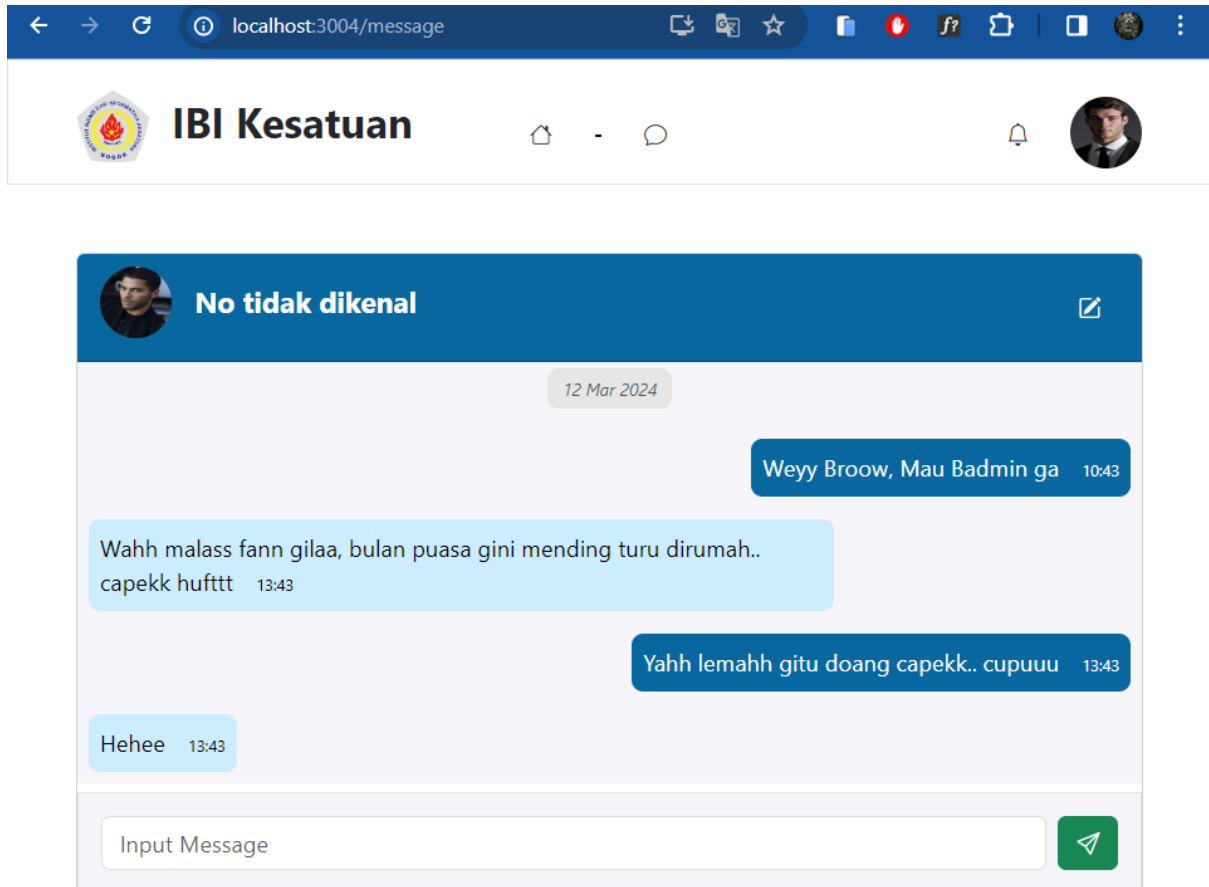 localhost:3004/message
f?
IBI Kesatuan
BOGOR
No tidak dikenal
12 Mar 2024
Weyy Broow, Mau Badmin ga 10:43
Wahh malass fann gilaa, bulan puasa gini mending turu dirumah..
capekk hufttt 13:43
Yahh lemahh gitu doang capekk.. cupuuu 13:43
Hehee 13:43
Input Message